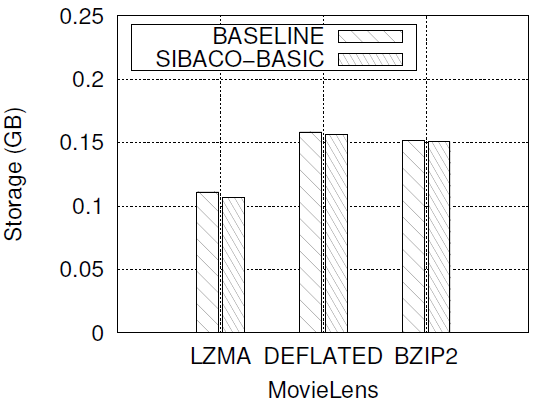 0.25
BASELINE
SIBACO-BASIC
0.2
0.15
0.1
0.05
0
Storage (GB)
LZMA DEFLATED BZIP2
MovieLens